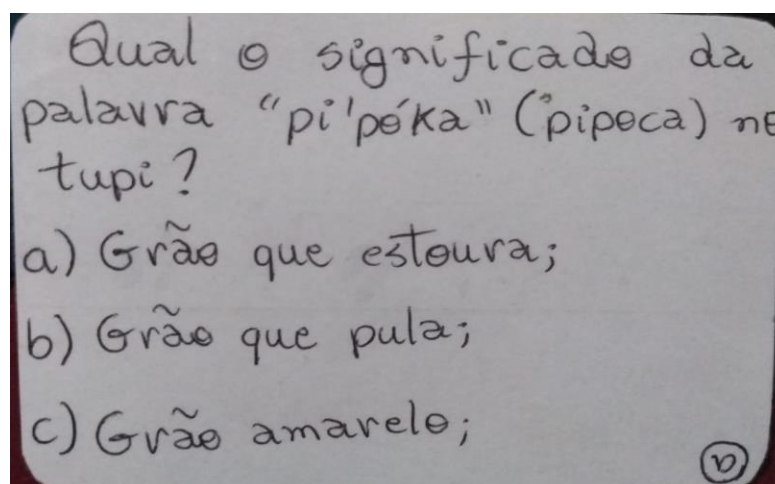 Qual o significado da
palavra "pi'póka" (pipoca) no
tupi?
a) Grão que estoura;
b) Grão que pula;
c) Grão amarelo;